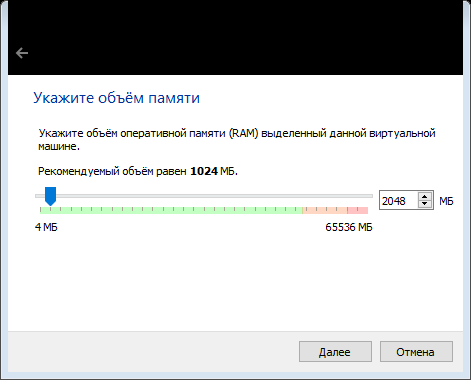 Укажите объём памяти
Укажите объём оперативной памяти (RAM) выделенный данной виртуальной
машине.
Рекомендуемый объём равен 1024 МБ.
2048 МБ
4 МБ 65536 МБ
Далее Отмена